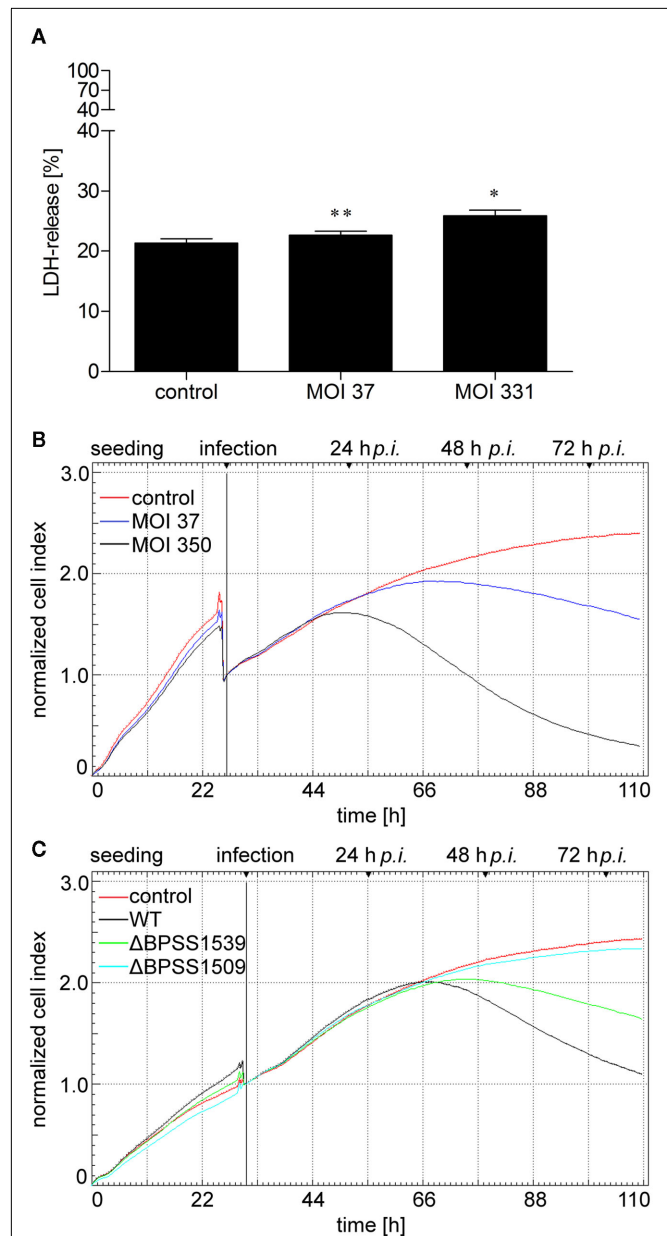 A
100
70
40
40
30
20
10
0
LDH-release [%]
**
*
control MOI 37 MOI 331
B
seeding infection 24 h p.i. 48 h p.i. 72 h p.i.
3.0
control
MOI 37
MOI 350
2.0
1.0
0
normalized cell index
0 22 44 66 88 110
time [h]
C
seeding infection 24 h p.i. 48 h p.i. 72 h p.i.
3.0
control
WT
ΔBPSS1539
ΔBPSS1509
2.0
1.0
0
normalized cell index
0 22 44 66 88 110
time [h]